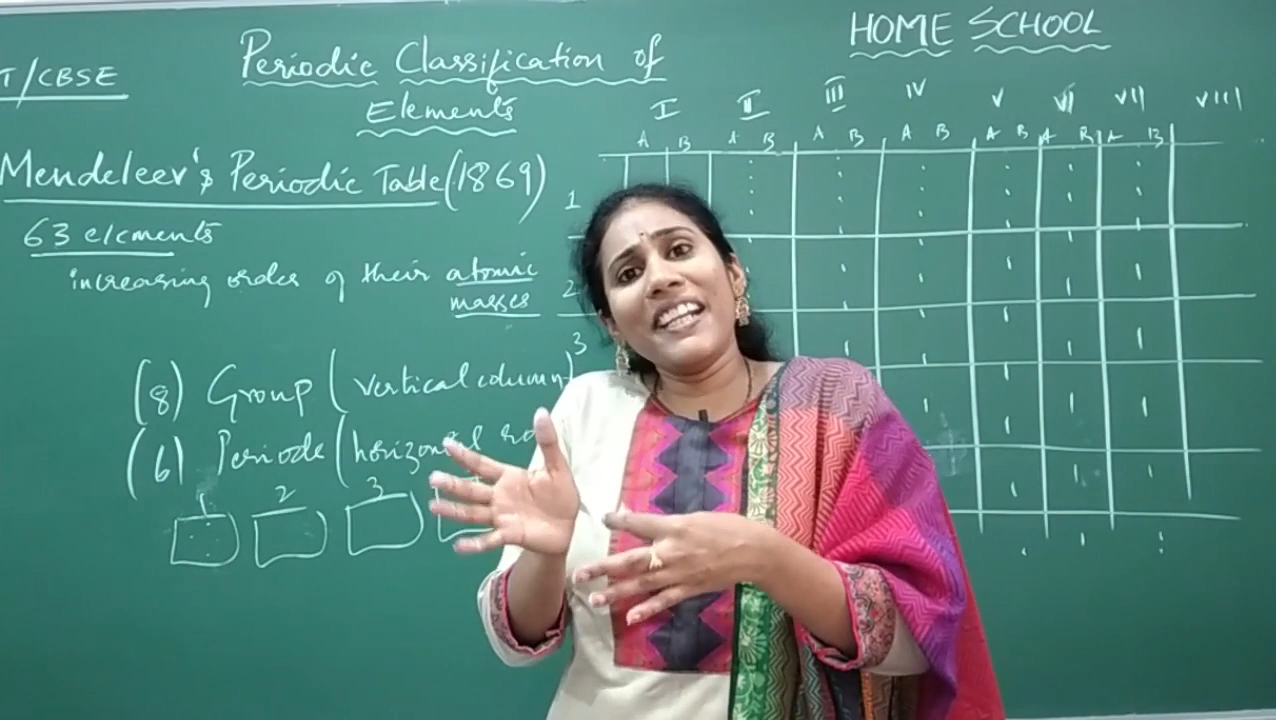 HOME SCHOOL
T/CBSE
Periodic Classification of
Elements
Mendeleev's Periodic Table (1869)
63 elements
increasing order of their atomic
masses
(8) Group (vertical column)
(6) Periods (horizontal
1 2 3
I II III IV V VI VII VIII
A B A B A B A B A B A B A B
1
2
3